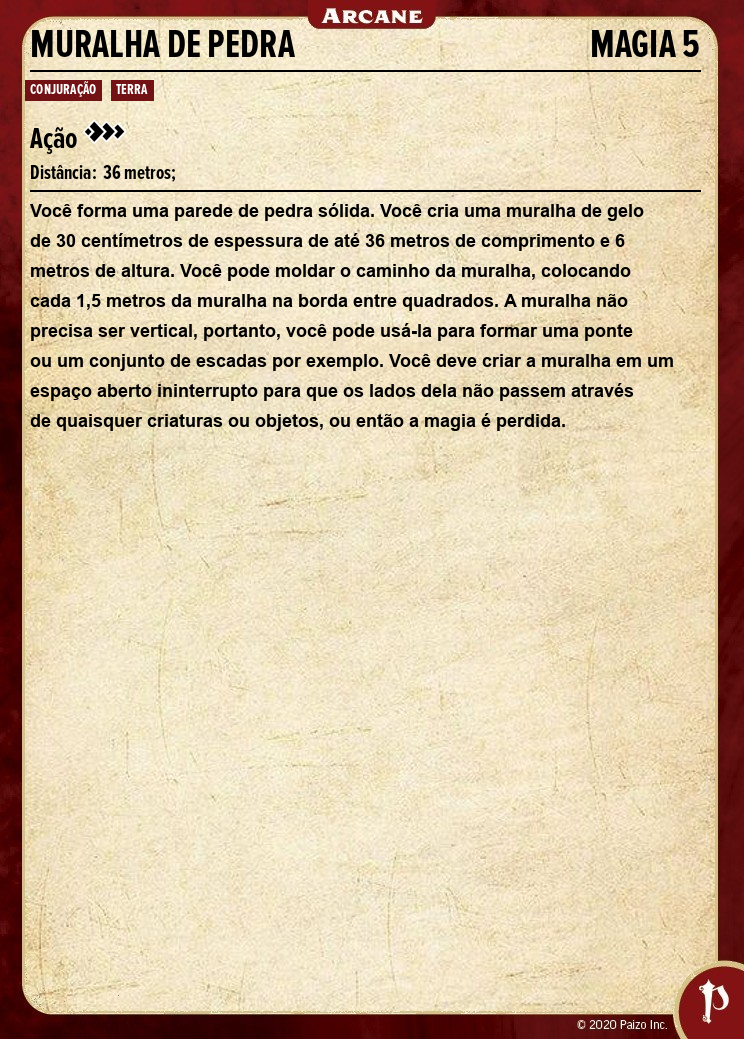 ARCANE
MURALHA DE PEDRA MAGIA 5
CONJURAÇÃO TERRA
Ação
Distância: 36 metros;
Você forma uma parede de pedra sólida. Você cria uma muralha de gelo
de 30 centímetros de espessura de até 36 metros de comprimento e 6
metros de altura. Você pode moldar o caminho da muralha, colocando
cada 1,5 metros da muralha na borda entre quadrados. A muralha não
precisa ser vertical, portanto, você pode usá-la para formar uma ponte
ou um conjunto de escadas por exemplo. Você deve criar a muralha em um
espaço aberto ininterrupto para que os lados dela não passem através
de quaisquer criaturas ou objetos, ou então a magia é perdida.
© 2020 Paizo Inc.
P